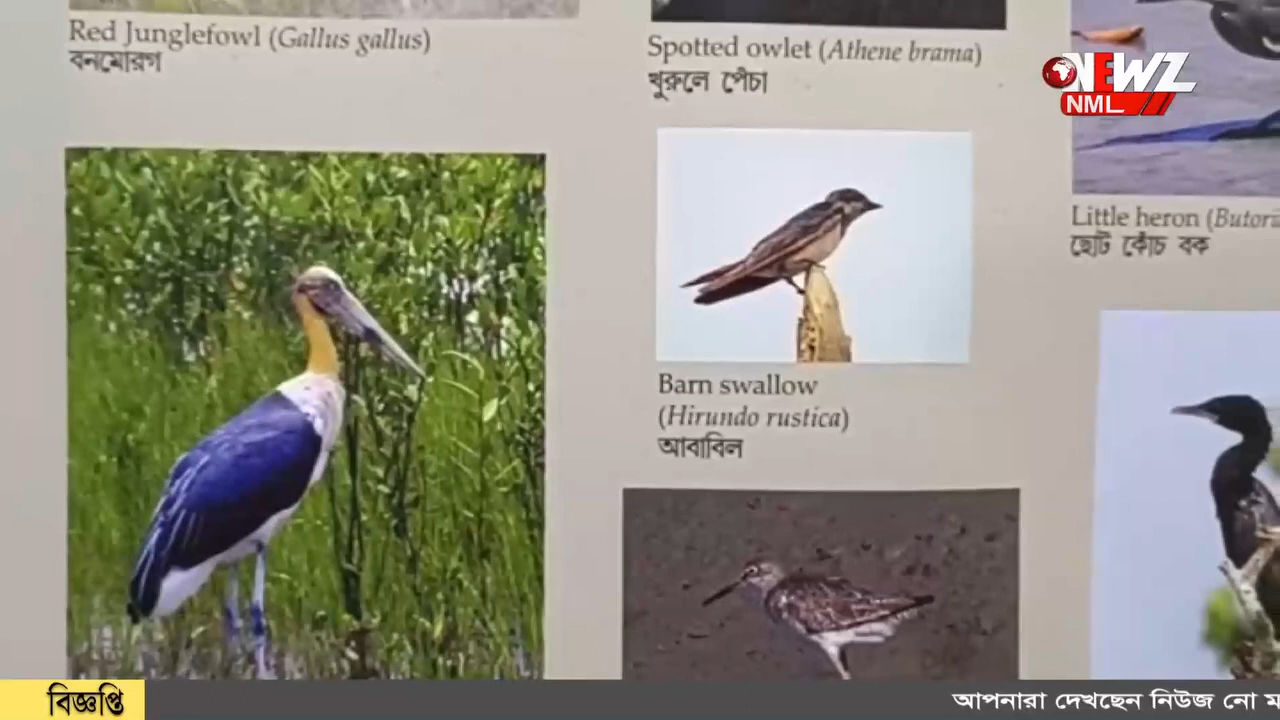 Red Junglefowl (Gallus gallus)
বনমোরগ
Spotted owlet (Athene brama)
খুরুলে পেঁচা
NEWZ
NML
Little heron (Butori
ছোট কোঁচ বক
Barn swallow
(Hirundo rustica)
আবাবিল
বিজ্ঞপ্তি
আপনারা দেখছেন নিউজ নো ম